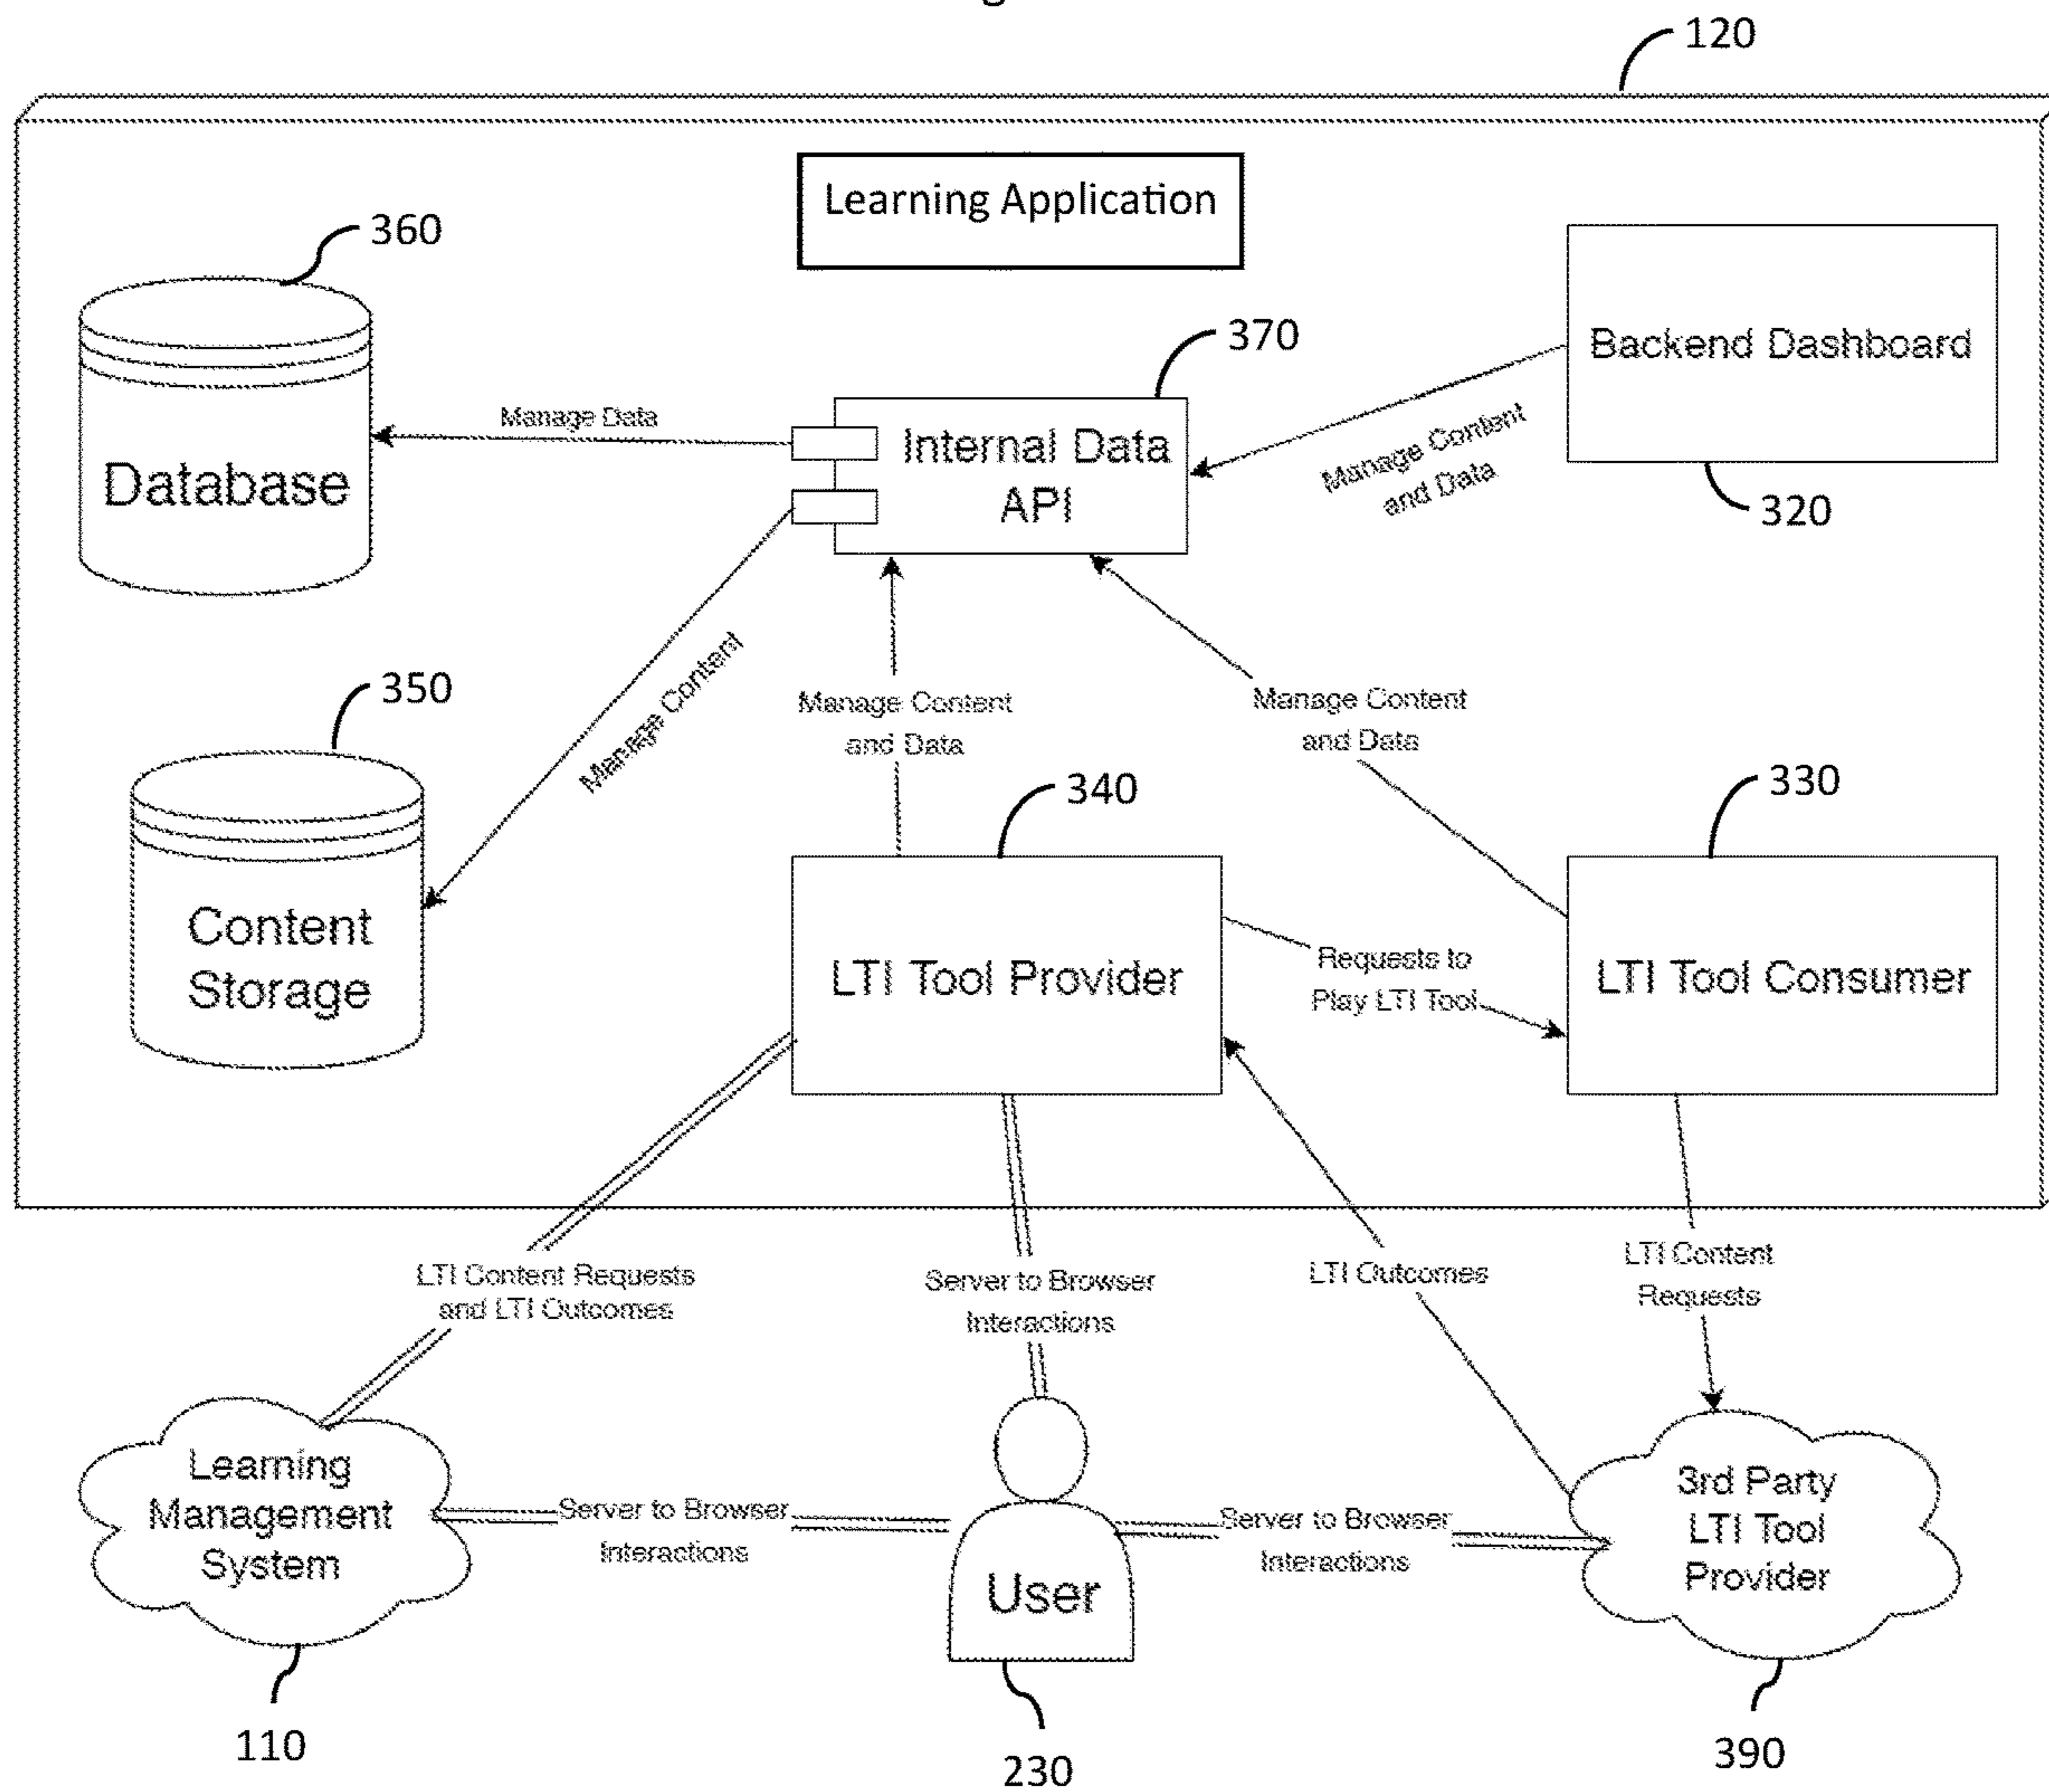 120
Learning Application
360
370
Backend Dashboard
Manage Data
Internal Data
API
Database
Manage Content
and Data
320
Manage Content
350
Manage Content
and Data
Manage Content
and Data
340
330
Content
Storage
LTI Tool Provider
Requests to
Play LTI Tool
LTI Tool Consumer
LTI Content Requests
and LTI Outcomes
Server to Browser
Interactions
LTI Outcomes
LTI Content
Requests
Learning
Management
System
Server to Browser
Interactions
User
Server to Browser
Interactions
3rd Party
LTI Tool
Provider
110
230
390